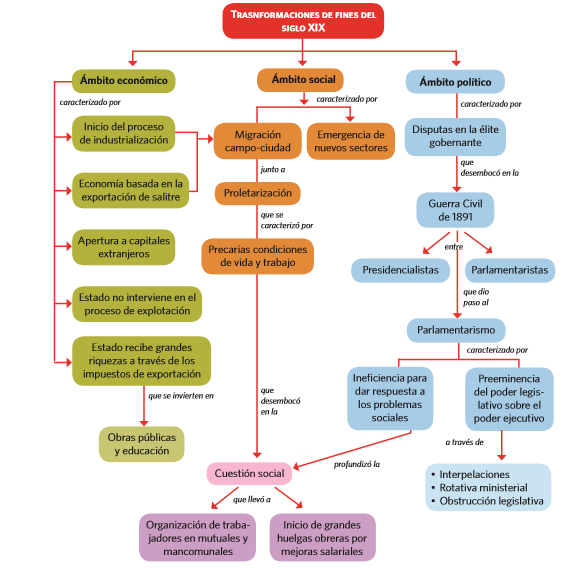 TRASNFORMACIONES DE FINES DEL
SIGLO XIX
Ámbito económico
caracterizado por
Inicio del proceso
de industrialización
Economía basada en la
exportación de salitre
Apertura a capitales
extranjeros
Estado no interviene en el
proceso de explotación
Estado recibe grandes
riquezas a través de los
impuestos de exportación
que se invierten en
Obras públicas
y educación
Ámbito social
caracterizado por
Migración
campo-ciudad
Emergencia de
nuevos sectores
junto a
Proletarización
que se
caracterizó por
Precarias condiciones
de vida y trabajo
que
desembocó
en la
Cuestión social
que llevó a
Organización de traba-
jadores en mutuales y
mancomunales
Inicio de grandes
huelgas obreras por
mejoras salariales
Ámbito político
caracterizado por
Disputas en la élite
gobernante
que
desembocó en la
Guerra Civil
de 1891
entre
Presidencialistas
Parlamentaristas
que dio
paso al
Parlamentarismo
caracterizado por
Ineficiencia para
dar respuesta a
los problemas
sociales
profundizó la
Preeminencia
del poder legis-
lativo sobre el
poder ejecutivo
a través de
• Interpelaciones
• Rotativa ministerial
• Obstrucción legislativa